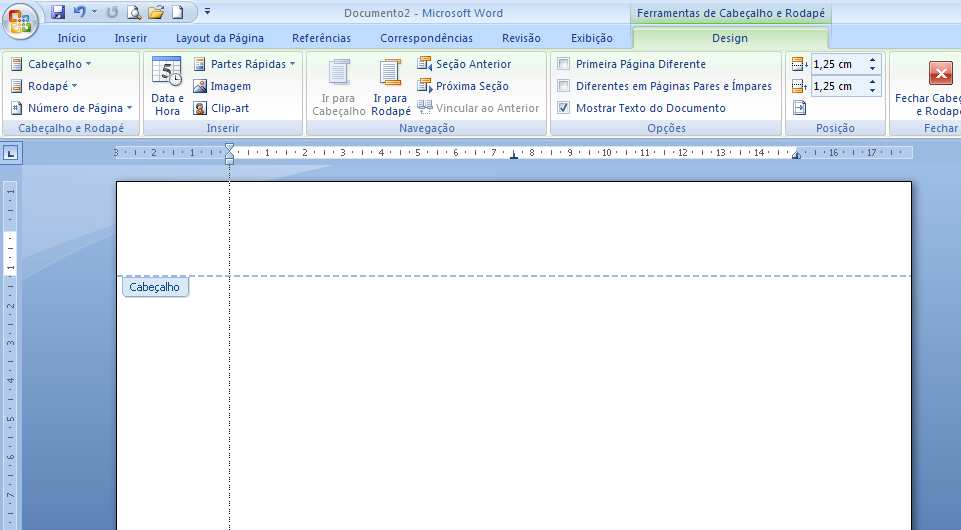 Documento2 - Microsoft Word
Ferramentas de Cabeçalho e Rodapé
Início Inserir Layout da Página Referências Correspondências Revisão Exibição Design
Cabeçalho
Rodapé
Número de Página
Cabeçalho e Rodapé
5
Data e
Hora
Partes Rápidas
Imagem
Clip-art
Inserir
Ir para
Cabeçalho
Ir para
Rodapé
Seção Anterior
Próxima Seção
Vincular ao Anterior
Navegação
Primeira Página Diferente
Diferentes em Páginas Pares e Ímpares
Mostrar Texto do Documento
Opções
1,25 cm
1,25 cm
Posição
Fechar Cabeç
e Rodapé
Fechar
3 2 1 1 2 3 4 5 6 7 8 9 10 11 12 13 14 16 17
1
1
2
3
4
5
6
7
Cabeçalho